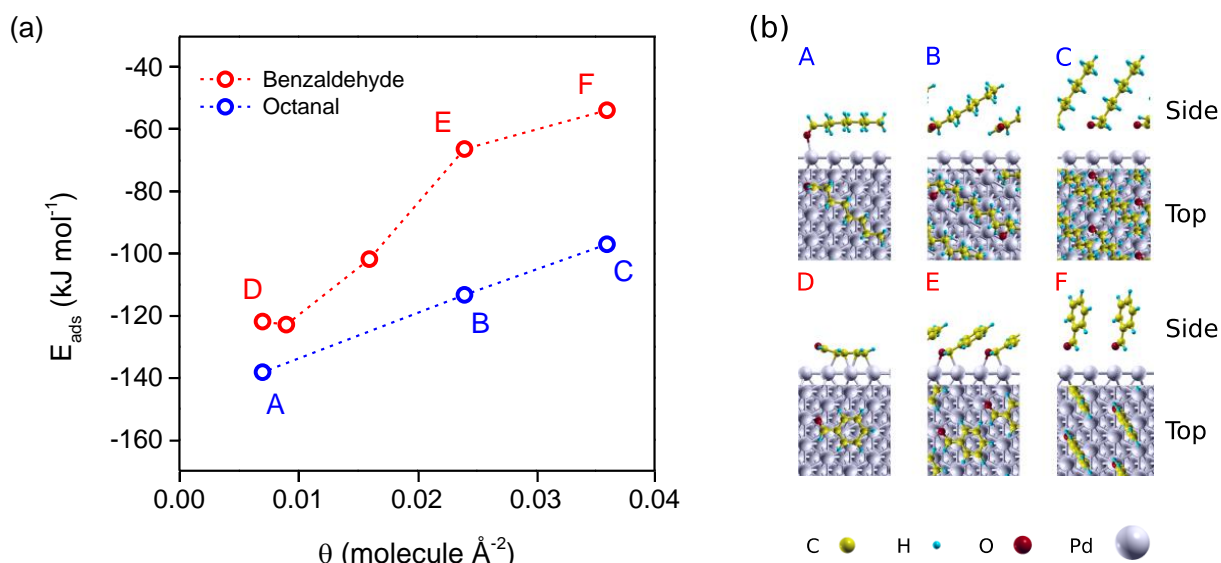 (a)
-40
-60
-80
-100
-120
-140
-160
E_ads (kJ mol⁻¹)
Benzaldehyde
Octanal
F
E
D
C
B
A
0.00 0.01 0.02 0.03 0.04
θ (molecule Å⁻²)
(b)
A B C
Side
Top
D E F
Side
Top
C H O Pd